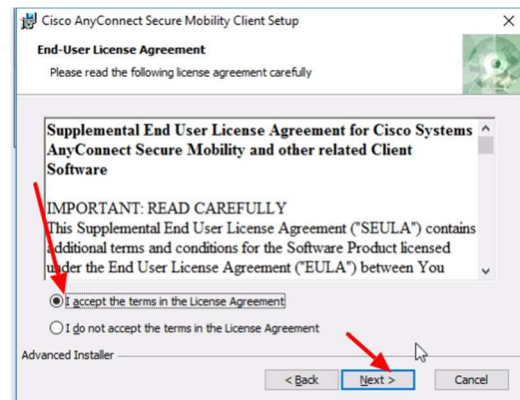 Cisco AnyConnect Secure Mobility Client Setup
End-User License Agreement
Please read the following license agreement carefully
Supplemental End User License Agreement for Cisco Systems
AnyConnect Secure Mobility and other related Client
Software
IMPORTANT: READ CAREFULLY
This Supplemental End User License Agreement ("SEULA") contains
additional terms and conditions for the Software Product licensed
under the End User License Agreement ("EULA") between You
I accept the terms in the License Agreement
I do not accept the terms in the License Agreement
Advanced Installer
< Back Next > Cancel